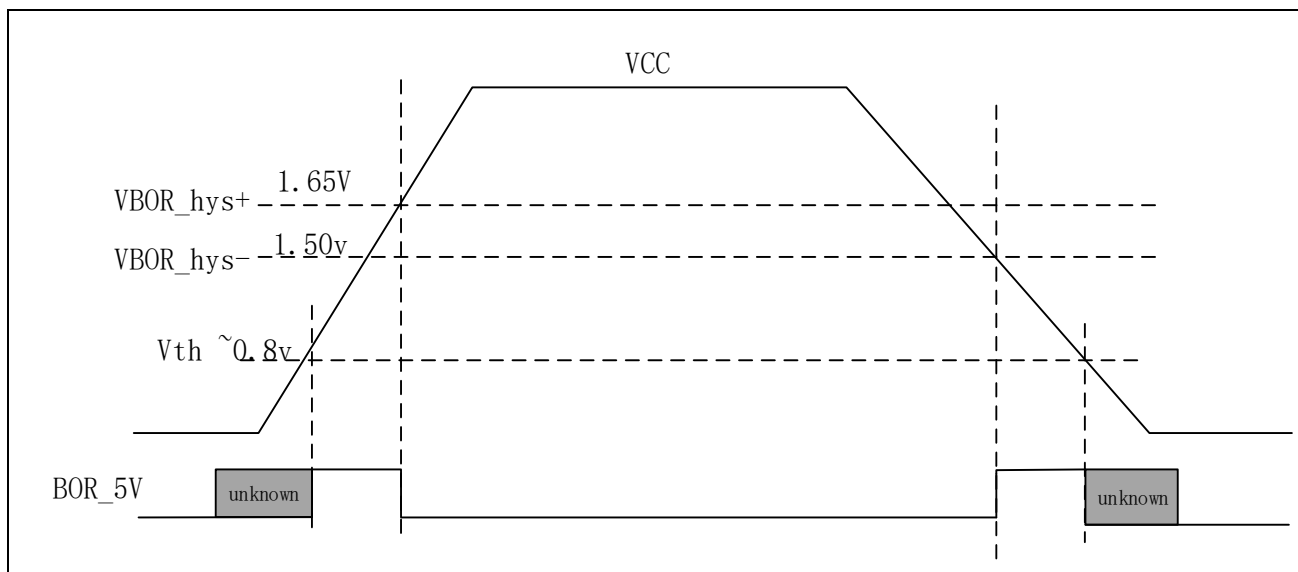 VCC
1.65V
VBOR_hys+
1.50v
VBOR_hys-
Vth ~0.8v
BOR_5V
unknown
unknown